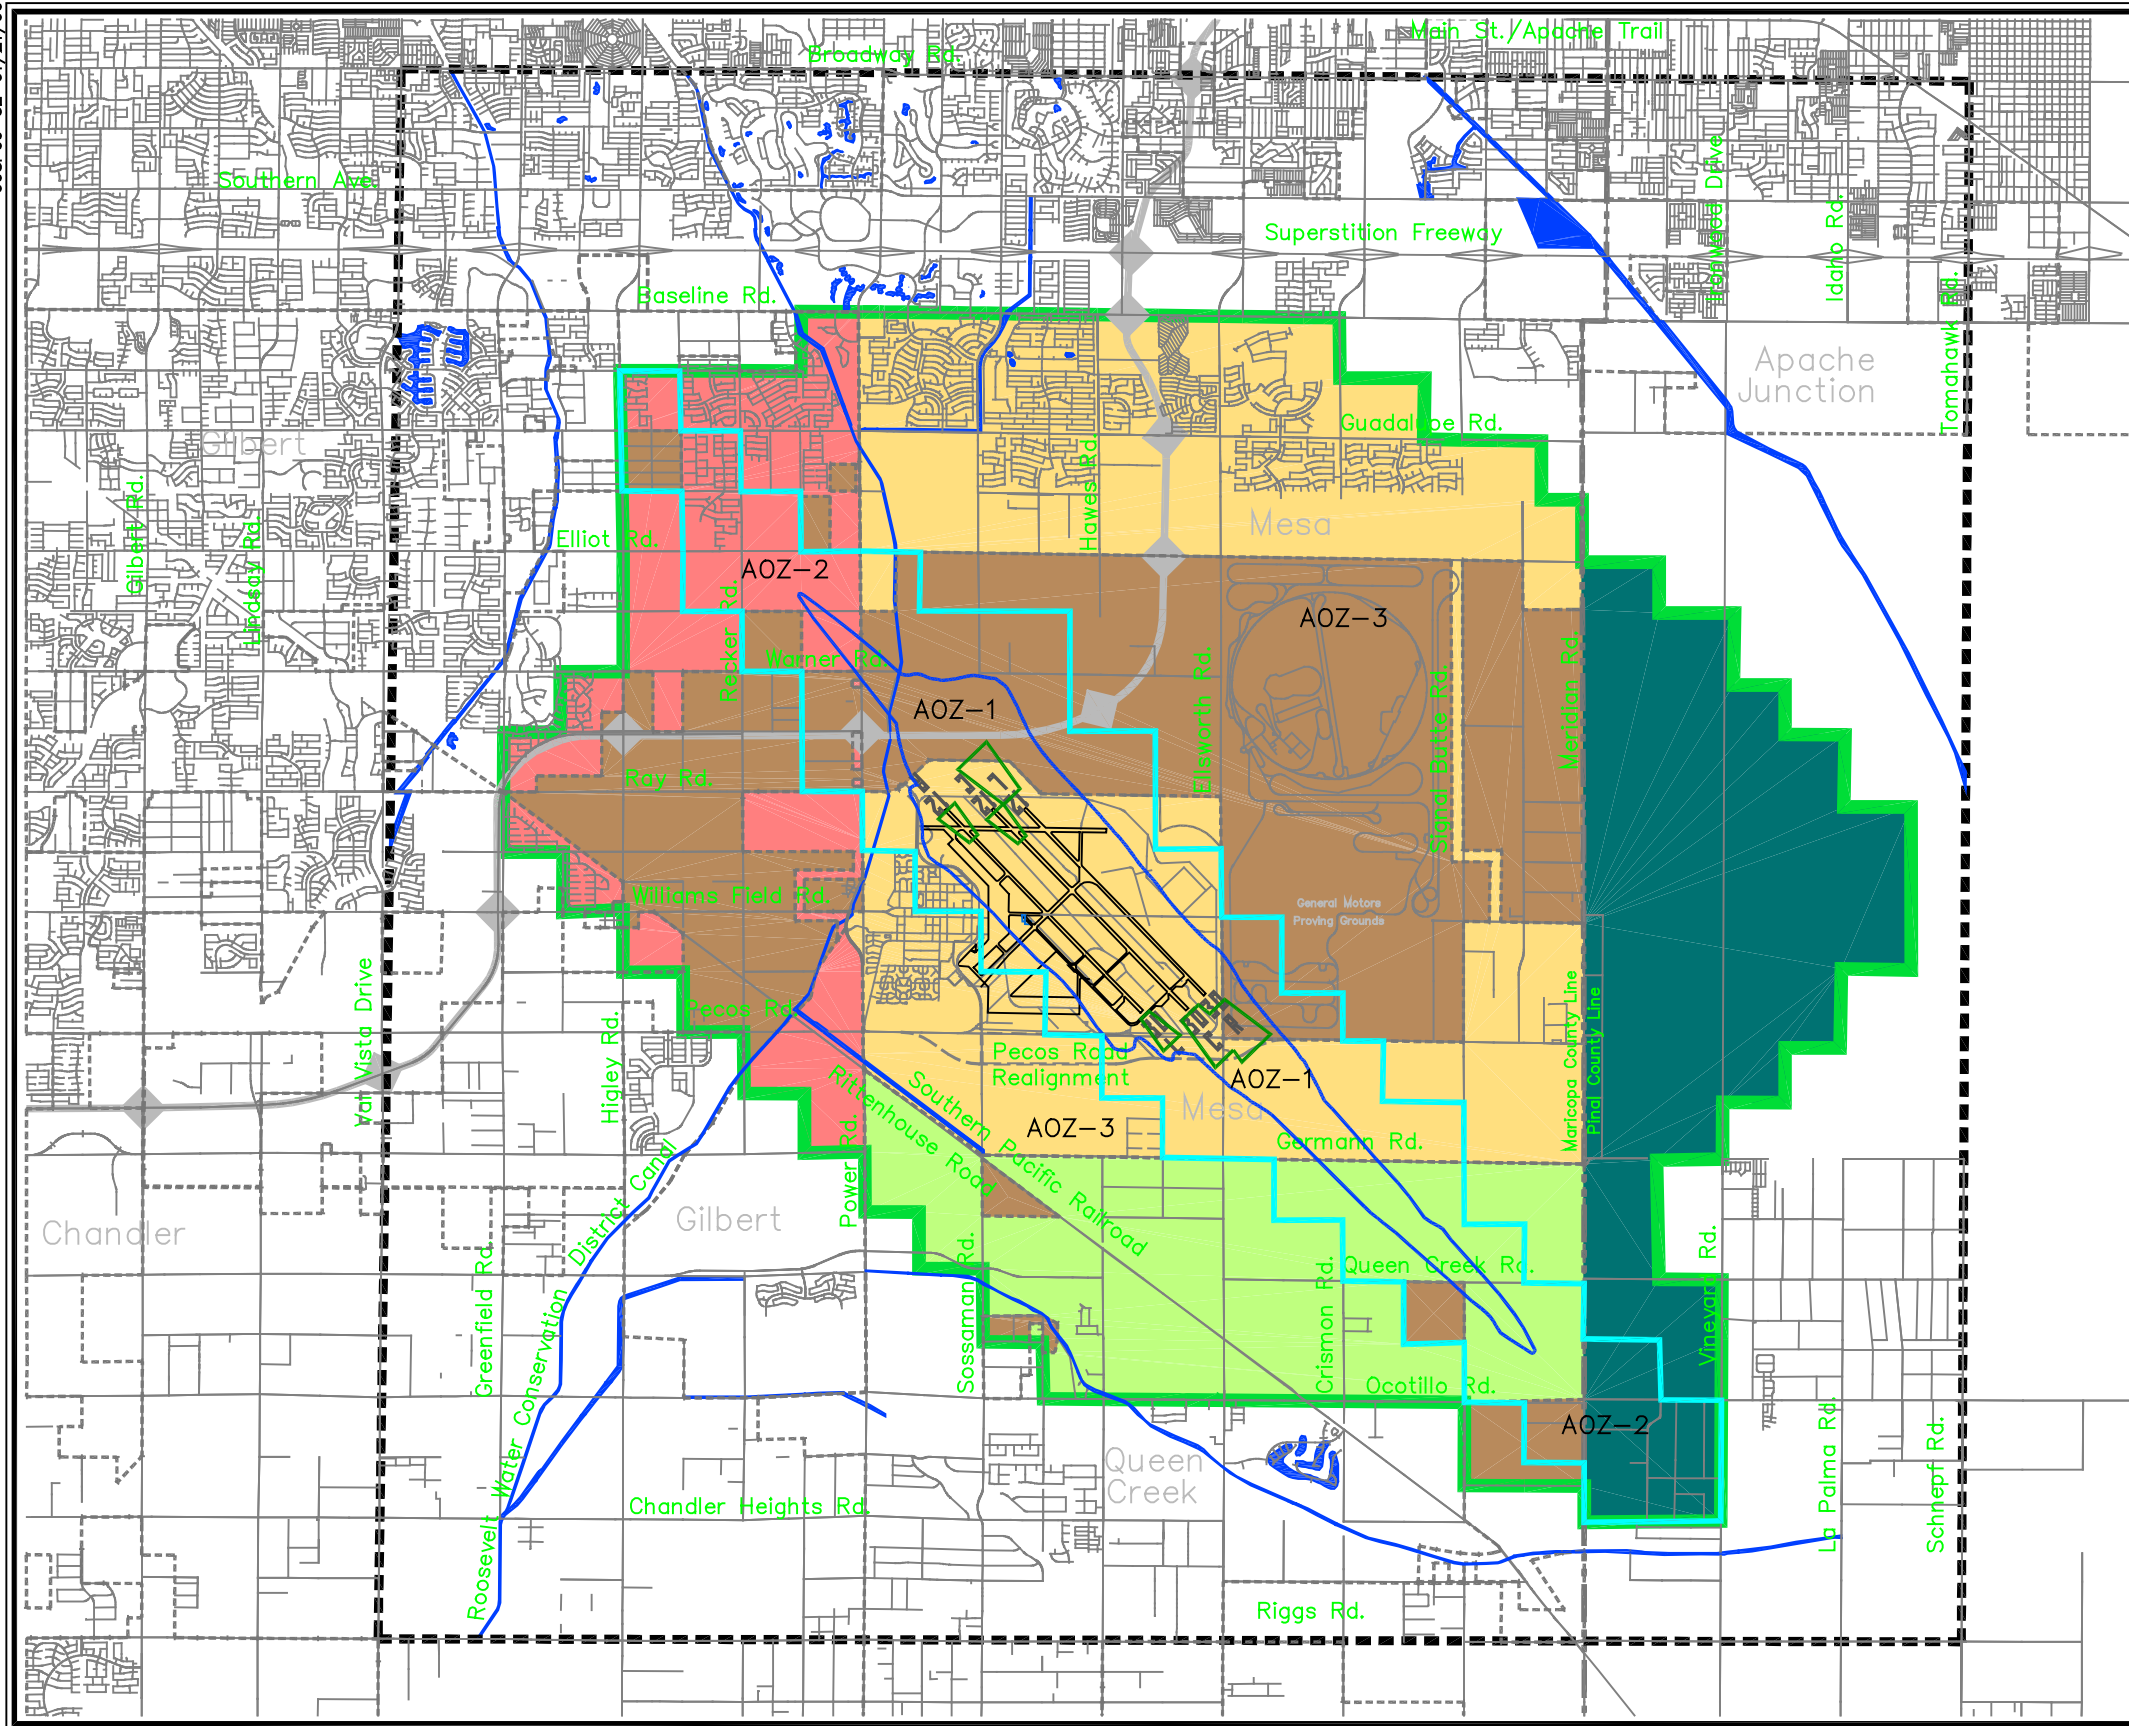 Main St./Apache Trail
Broadway Rd.
Southern Ave.
Superstition Freeway
Ironwood Drive
Idaho Rd.
Baseline Rd.
Tomahawk Rd.
Apache
Junction
Guadalupe Rd.
Gilbert
Gilbert Rd.
Lindsay Rd.
Elliot Rd.
Hawes Rd.
Mesa
AOZ-2
AOZ-3
Recker Rd.
Warner Rd.
Ellsworth Rd.
Signal Butte Rd.
Meridian Rd.
AOZ-1
Ray Rd.
Williams Field Rd.
General Motors
Proving Grounds
Val Vista Drive
Higley Rd.
Pecos Rd.
Maricopa County Line
Pinal County Line
Pecos Road
Realignment
AOZ-1
Mesa
AOZ-3
Germann Rd.
Rittenhouse Road
Southern Pacific Railroad
Power Rd.
Chandler
Gilbert
Greenfield Rd.
Roosevelt Water Conservation District Canal
Sossaman Rd.
Queen Creek Rd.
Crismon Rd.
Vineyard Rd.
Ocotillo Rd.
AOZ-2
Queen
Creek
La Palma Rd.
Schnepf Rd.
Chandler Heights Rd.
Riggs Rd.